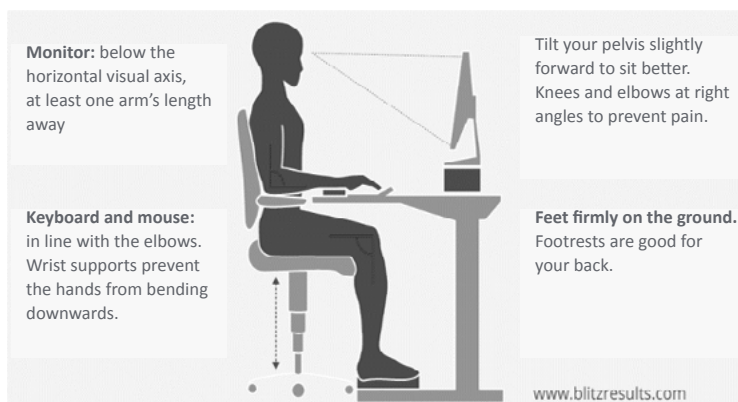 Monitor: below the
horizontal visual axis,
at least one arm's length
away
Keyboard and mouse:
in line with the elbows.
Wrist supports prevent
the hands from bending
downwards.
Tilt your pelvis slightly
forward to sit better.
Knees and elbows at right
angles to prevent pain.
Feet firmly on the ground.
Footrests are good for
your back.
www.blitzresults.com